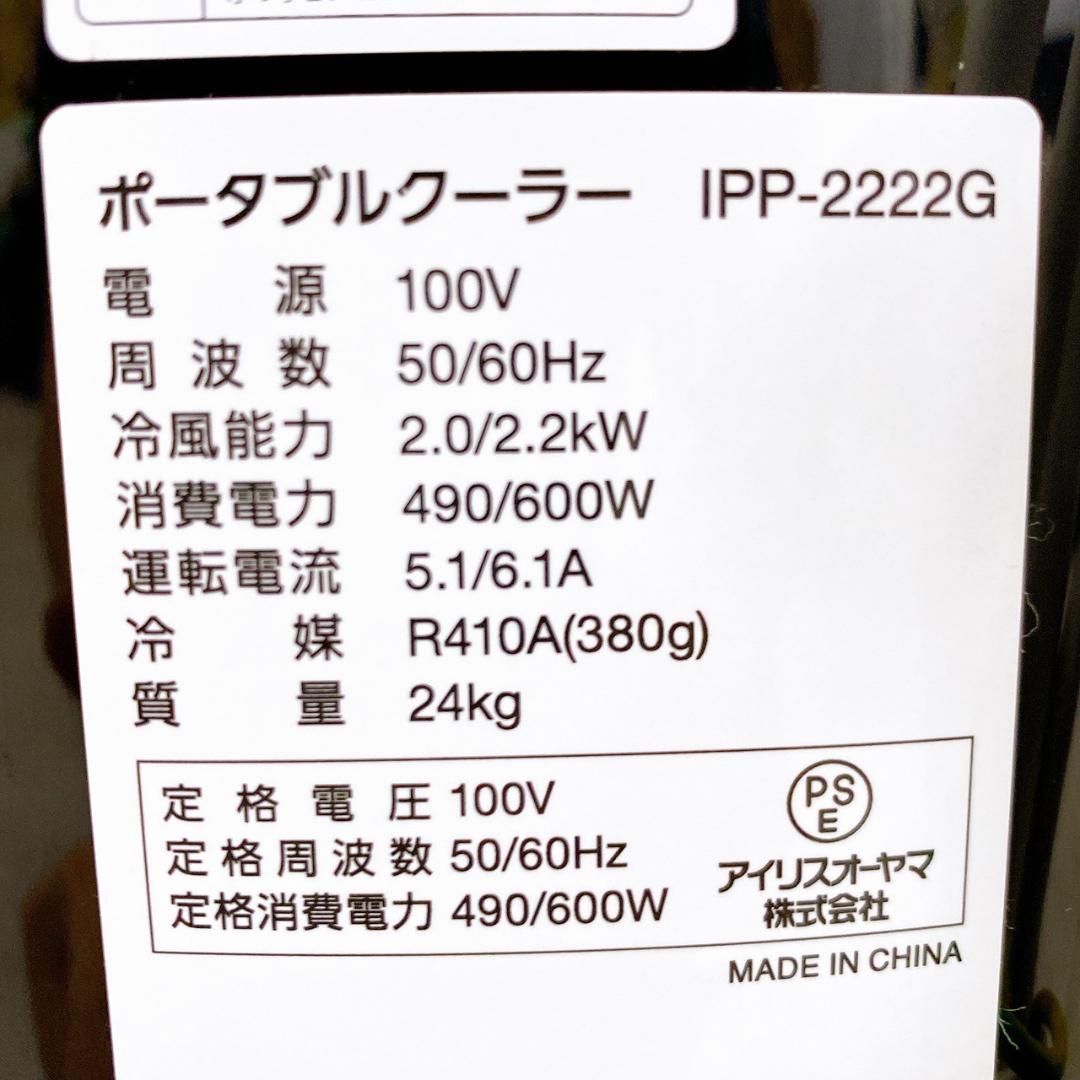 ポータブルクーラー IPP-2222G
電源 100V
周波数 50/60Hz
冷風能力 2.0/2.2kW
消費電力 490/600W
運転電流 5.1/6.1A
冷媒 R410A(380g)
質量 24kg
定格電圧 100V
定格周波数 50/60Hz
定格消費電力 490/600W
PSE
アイリスオーヤマ
株式会社
MADE IN CHINA